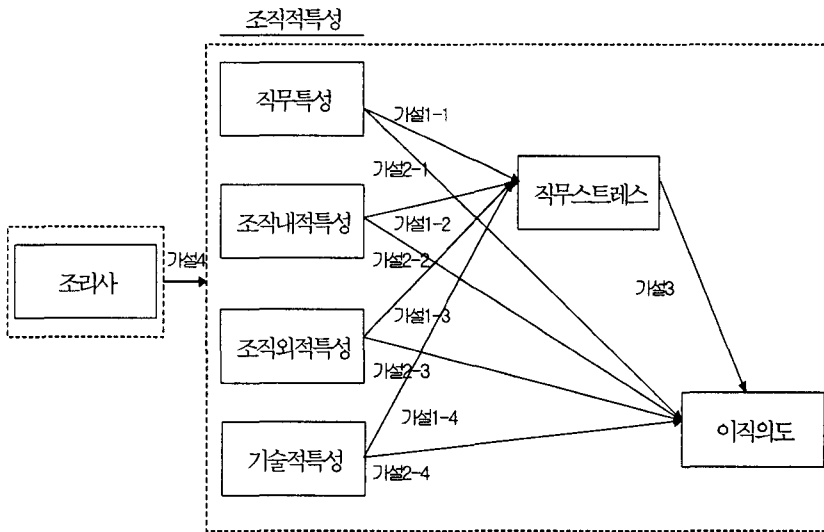 조직적특성
직무특성
가설1-1
가설2-1
직무스트레스
조직내적특성
가설1-2
가설2-2
가설4
조리사
가설3
가설1-3
조직외적특성
가설2-3
이직의도
가설1-4
기술적특성
가설2-4